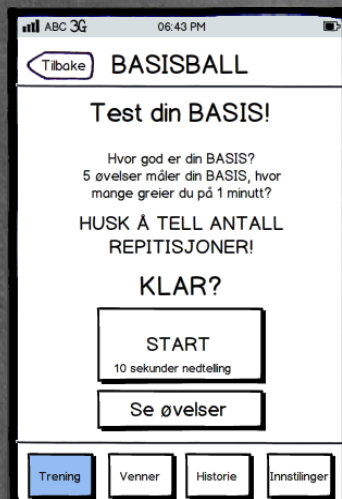 ABC 3G 06:43 PM
Tilbake BASISBALL
Test din BASIS!
Hvor god er din BASIS?
5 øvelser måler din BASIS, hvor
mange greier du på 1 minutt?
HUSK Å TELL ANTALL
REPITISJONER!
KLAR?
START
10 sekunder nedtelling
Se øvelser
Trening Venner Historie Innstilinger